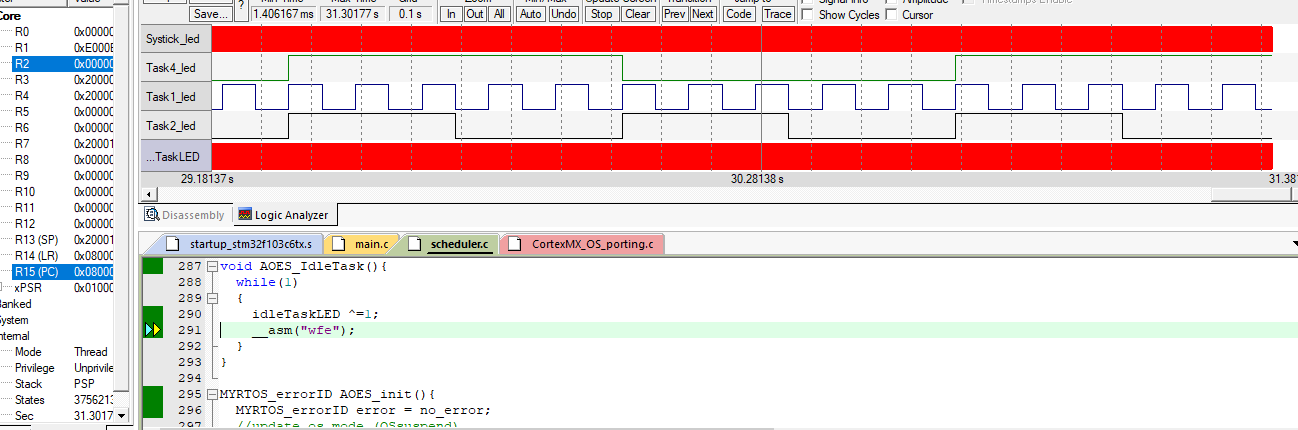 Value
Core
R0 0x00000
R1 0xE000E
R2 0x00000
R3 0x20000
R4 0x20000
R5 0x00000
R6 0x00000
R7 0x20001
R8 0x00000
R9 0x00000
R10 0x00000
R11 0x00000
R12 0x00000
R13 (SP) 0x20001
R14 (LR) 0x08000
R15 (PC) 0x08000
xPSR 0x01000
Banked
System
Internal
Mode Thread
Privilege Unprivile
Stack PSP
States 3756213
Sec 31.3017
Save... ? 1.406167 ms 31.30177 s 0.1 s In Out All Auto Undo Stop Clear Prev Next Code Trace Show Cycles Cursor
Systick_led
Task4_led
Task1_led
Task2_led
...TaskLED
29.18137 s 30.28138 s 31.381
Disassembly Logic Analyzer
startup_stm32f103c6tx.s main.c scheduler.c CortexMX_OS_porting.c
287 void AOES_IdleTask(){
288 while(1)
289 {
290 idleTaskLED ^=1;
291 __asm("wfe");
292 }
293 }
294
295 MYRTOS_errorID AOES_init(){
296 MYRTOS_errorID error = no_error;
297 //update os mode (OSsuspend)